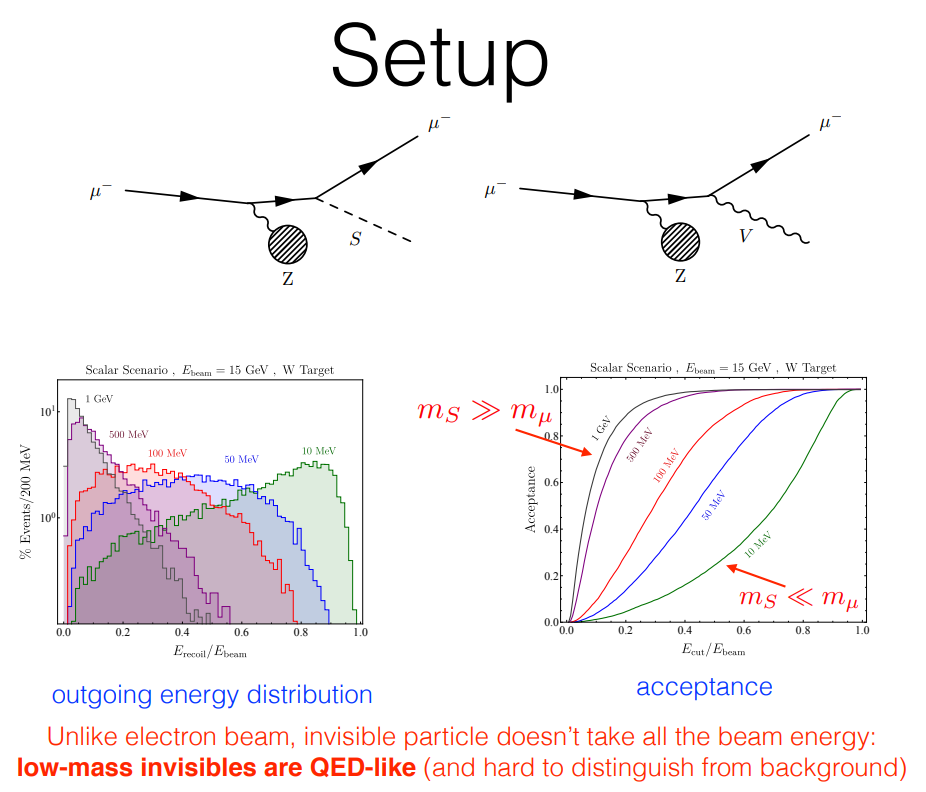 Setup
μ⁻
μ⁻
S
Z
μ⁻
μ⁻
V
Z
Scalar Scenario , E_beam = 15 GeV , W Target
% Events/200 MeV
10¹
10⁰
1 GeV
500 MeV
100 MeV
50 MeV
10 MeV
0.0 0.2 0.4 0.6 0.8 1.0
E_recoil/E_beam
outgoing energy distribution
Scalar Scenario , E_beam = 15 GeV , W Target
m_S ≫ m_μ
Acceptance
1.0
0.8
0.6
0.4
0.2
0.0
1 GeV
500 MeV
100 MeV
50 MeV
10 MeV
m_S ≪ m_μ
0.0 0.2 0.4 0.6 0.8 1.0
E_cut/E_beam
acceptance
Unlike electron beam, invisible particle doesn't take all the beam energy:
low-mass invisibles are QED-like (and hard to distinguish from background)